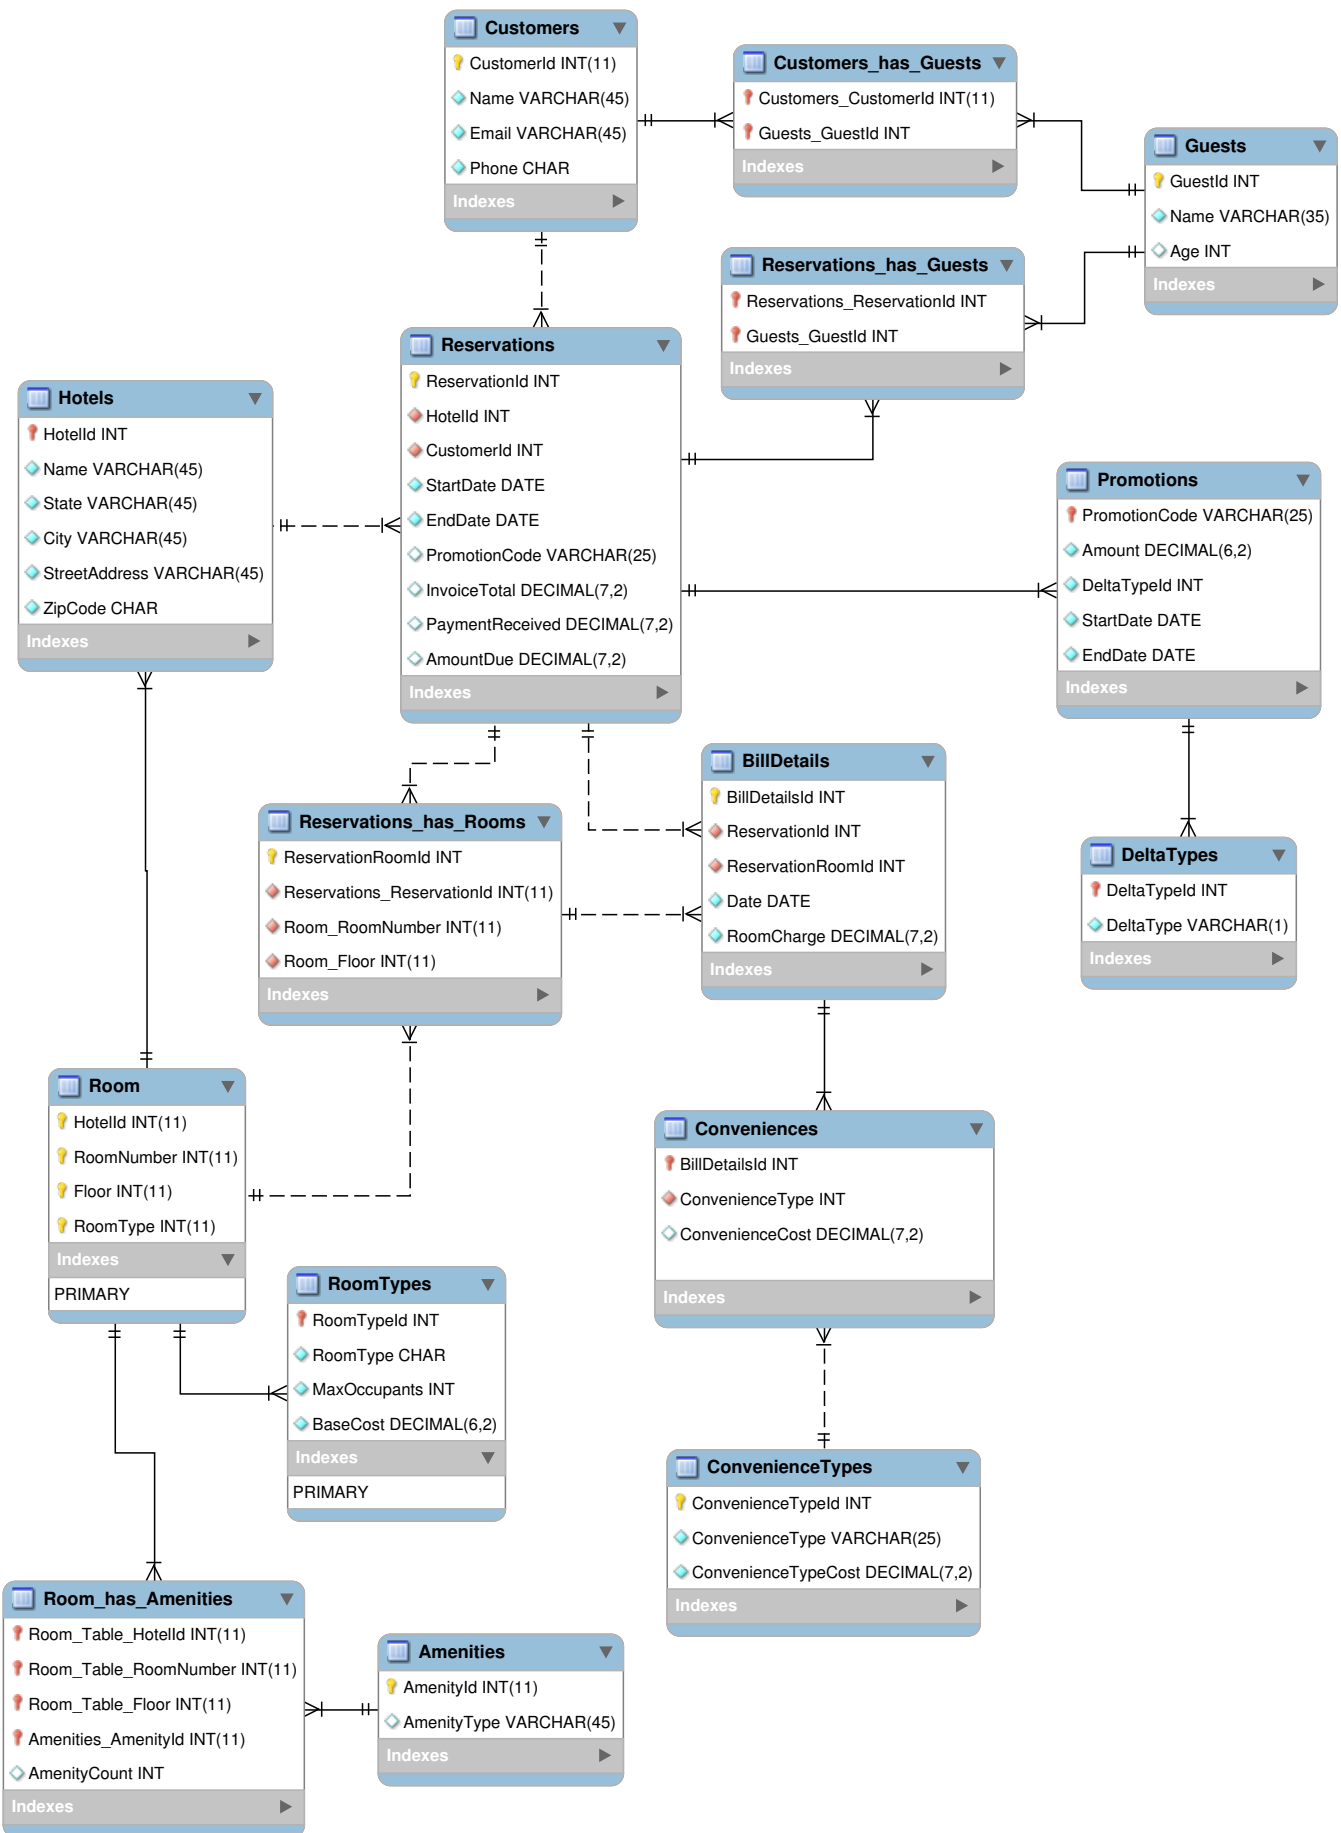 Customers
CustomerId INT(11)
Name VARCHAR(45)
Email VARCHAR(45)
Phone CHAR
Indexes
Customers_has_Guests
Customers_CustomerId INT(11)
Guests_GuestId INT
Indexes
Guests
GuestId INT
Name VARCHAR(35)
Age INT
Indexes
Reservations_has_Guests
Reservations_ReservationId INT
Guests_GuestId INT
Indexes
Reservations
ReservationId INT
HotelId INT
CustomerId INT
StartDate DATE
EndDate DATE
PromotionCode VARCHAR(25)
InvoiceTotal DECIMAL(7,2)
PaymentReceived DECIMAL(7,2)
AmountDue DECIMAL(7,2)
Indexes
Hotels
HotelId INT
Name VARCHAR(45)
State VARCHAR(45)
City VARCHAR(45)
StreetAddress VARCHAR(45)
ZipCode CHAR
Indexes
Promotions
PromotionCode VARCHAR(25)
Amount DECIMAL(6,2)
DeltaTypeId INT
StartDate DATE
EndDate DATE
Indexes
BillDetails
BillDetailsId INT
ReservationId INT
ReservationRoomId INT
Date DATE
RoomCharge DECIMAL(7,2)
Indexes
Reservations_has_Rooms
ReservationRoomId INT
Reservations_ReservationId INT(11)
Room_RoomNumber INT(11)
Room_Floor INT(11)
Indexes
DeltaTypes
DeltaTypeId INT
DeltaType VARCHAR(1)
Indexes
Room
HotelId INT(11)
RoomNumber INT(11)
Floor INT(11)
RoomType INT(11)
Indexes
PRIMARY
Conveniences
BillDetailsId INT
ConvenienceType INT
ConvenienceCost DECIMAL(7,2)
Indexes
RoomTypes
RoomTypeId INT
RoomType CHAR
MaxOccupants INT
BaseCost DECIMAL(6,2)
Indexes
PRIMARY
ConvenienceTypes
ConvenienceTypeId INT
ConvenienceType VARCHAR(25)
ConvenienceTypeCost DECIMAL(7,2)
Indexes
Room_has_Amenities
Room_Table_HotelId INT(11)
Room_Table_RoomNumber INT(11)
Room_Table_Floor INT(11)
Amenities_AmenityId INT(11)
AmenityCount INT
Indexes
Amenities
AmenityId INT(11)
AmenityType VARCHAR(45)
Indexes